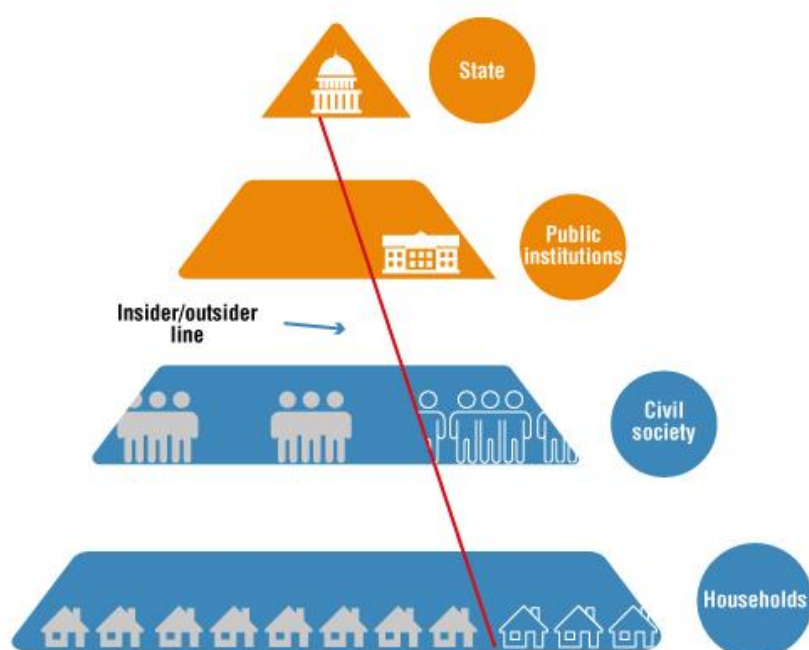 State
Public
institutions
Insider/outsider
line
Civil
society
Households